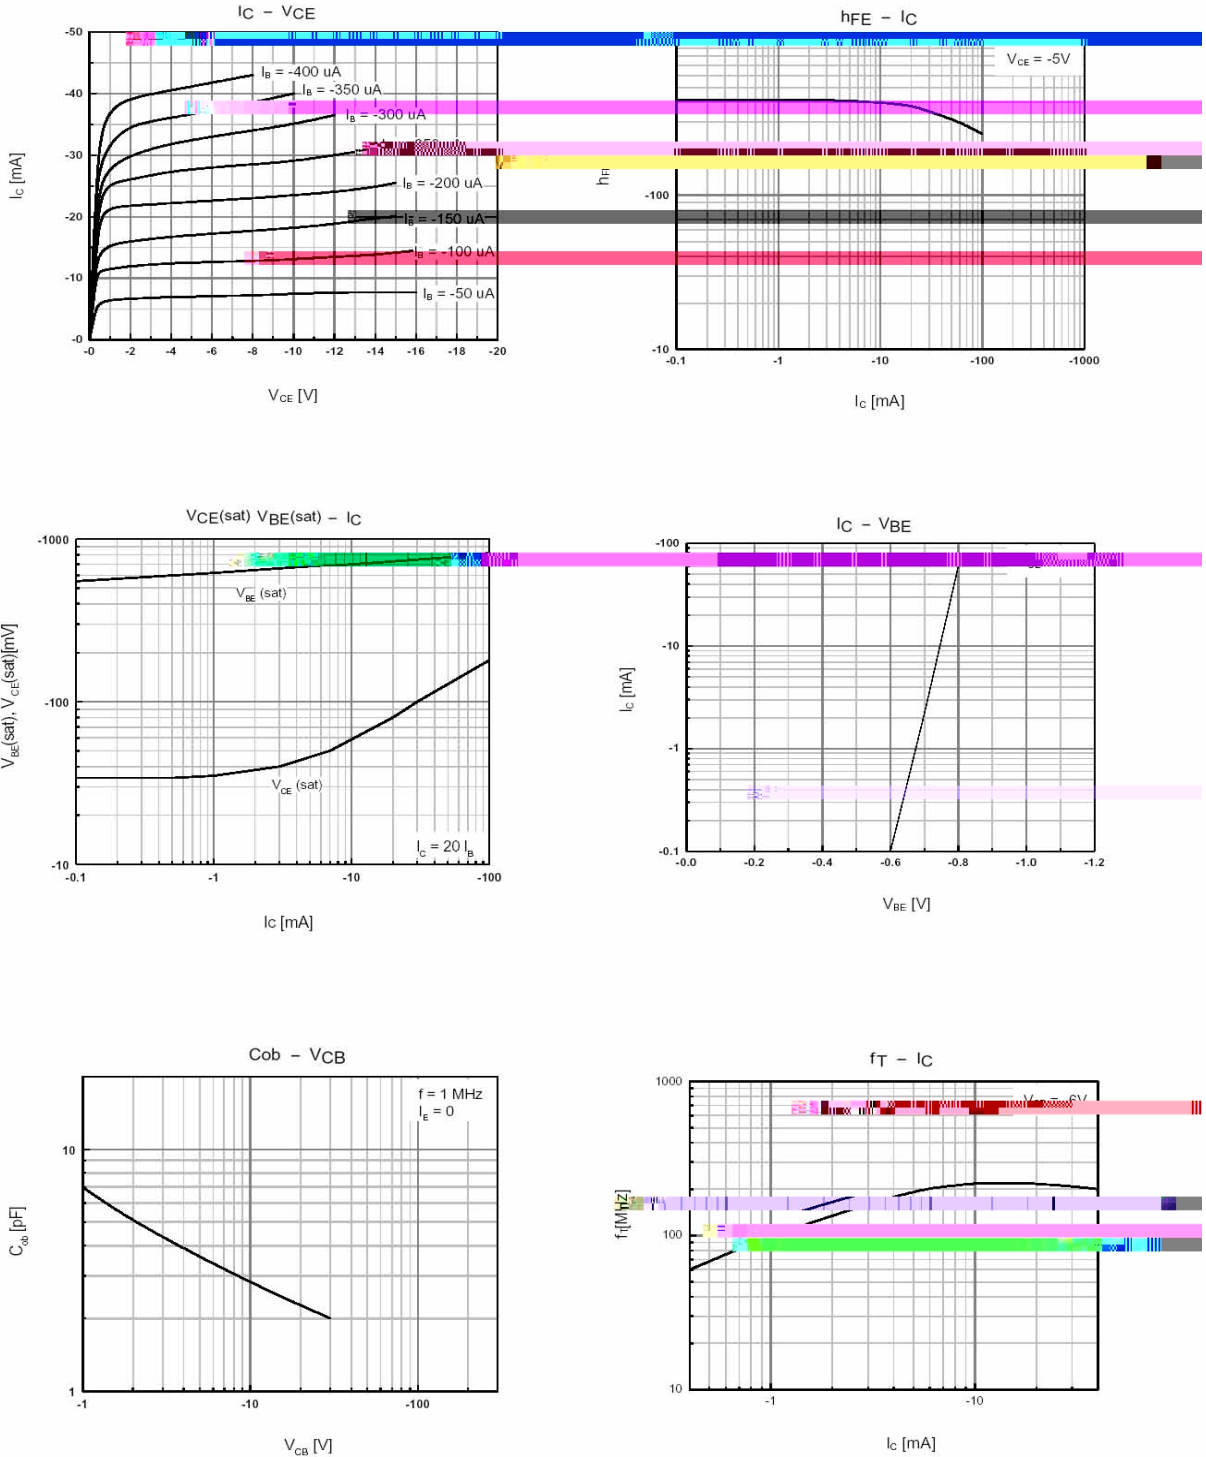 IC – VCE
-50
-40
-30
-20
-10
-0
IC [mA]
IB = -400 uA
IB = -350 uA
IB = -300 uA
IB = -200 uA
IB = -150 uA
IB = -100 uA
IB = -50 uA
-0 -2 -4 -6 -8 -10 -12 -14 -16 -18 -20
VCE [V]
hFE – IC
VCE = -5V
-100
-10
-0.1 -1 -10 -100 -1000
IC [mA]
VCE(sat) VBE(sat) – IC
-1000
-100
-10
VBE(sat), VCE(sat)[mV]
VBE (sat)
VCE (sat)
IC = 20 IB
-0.1 -1 -10 -100
IC [mA]
IC – VBE
-100
-10
-1
-0.1
IC [mA]
-0.0 -0.2 -0.4 -0.6 -0.8 -1.0 -1.2
VBE [V]
Cob – VCB
f = 1 MHz
IE = 0
10
1
Cob [pF]
-1 -10 -100
VCB [V]
fT – IC
1000
100
10
-1 -10
IC [mA]